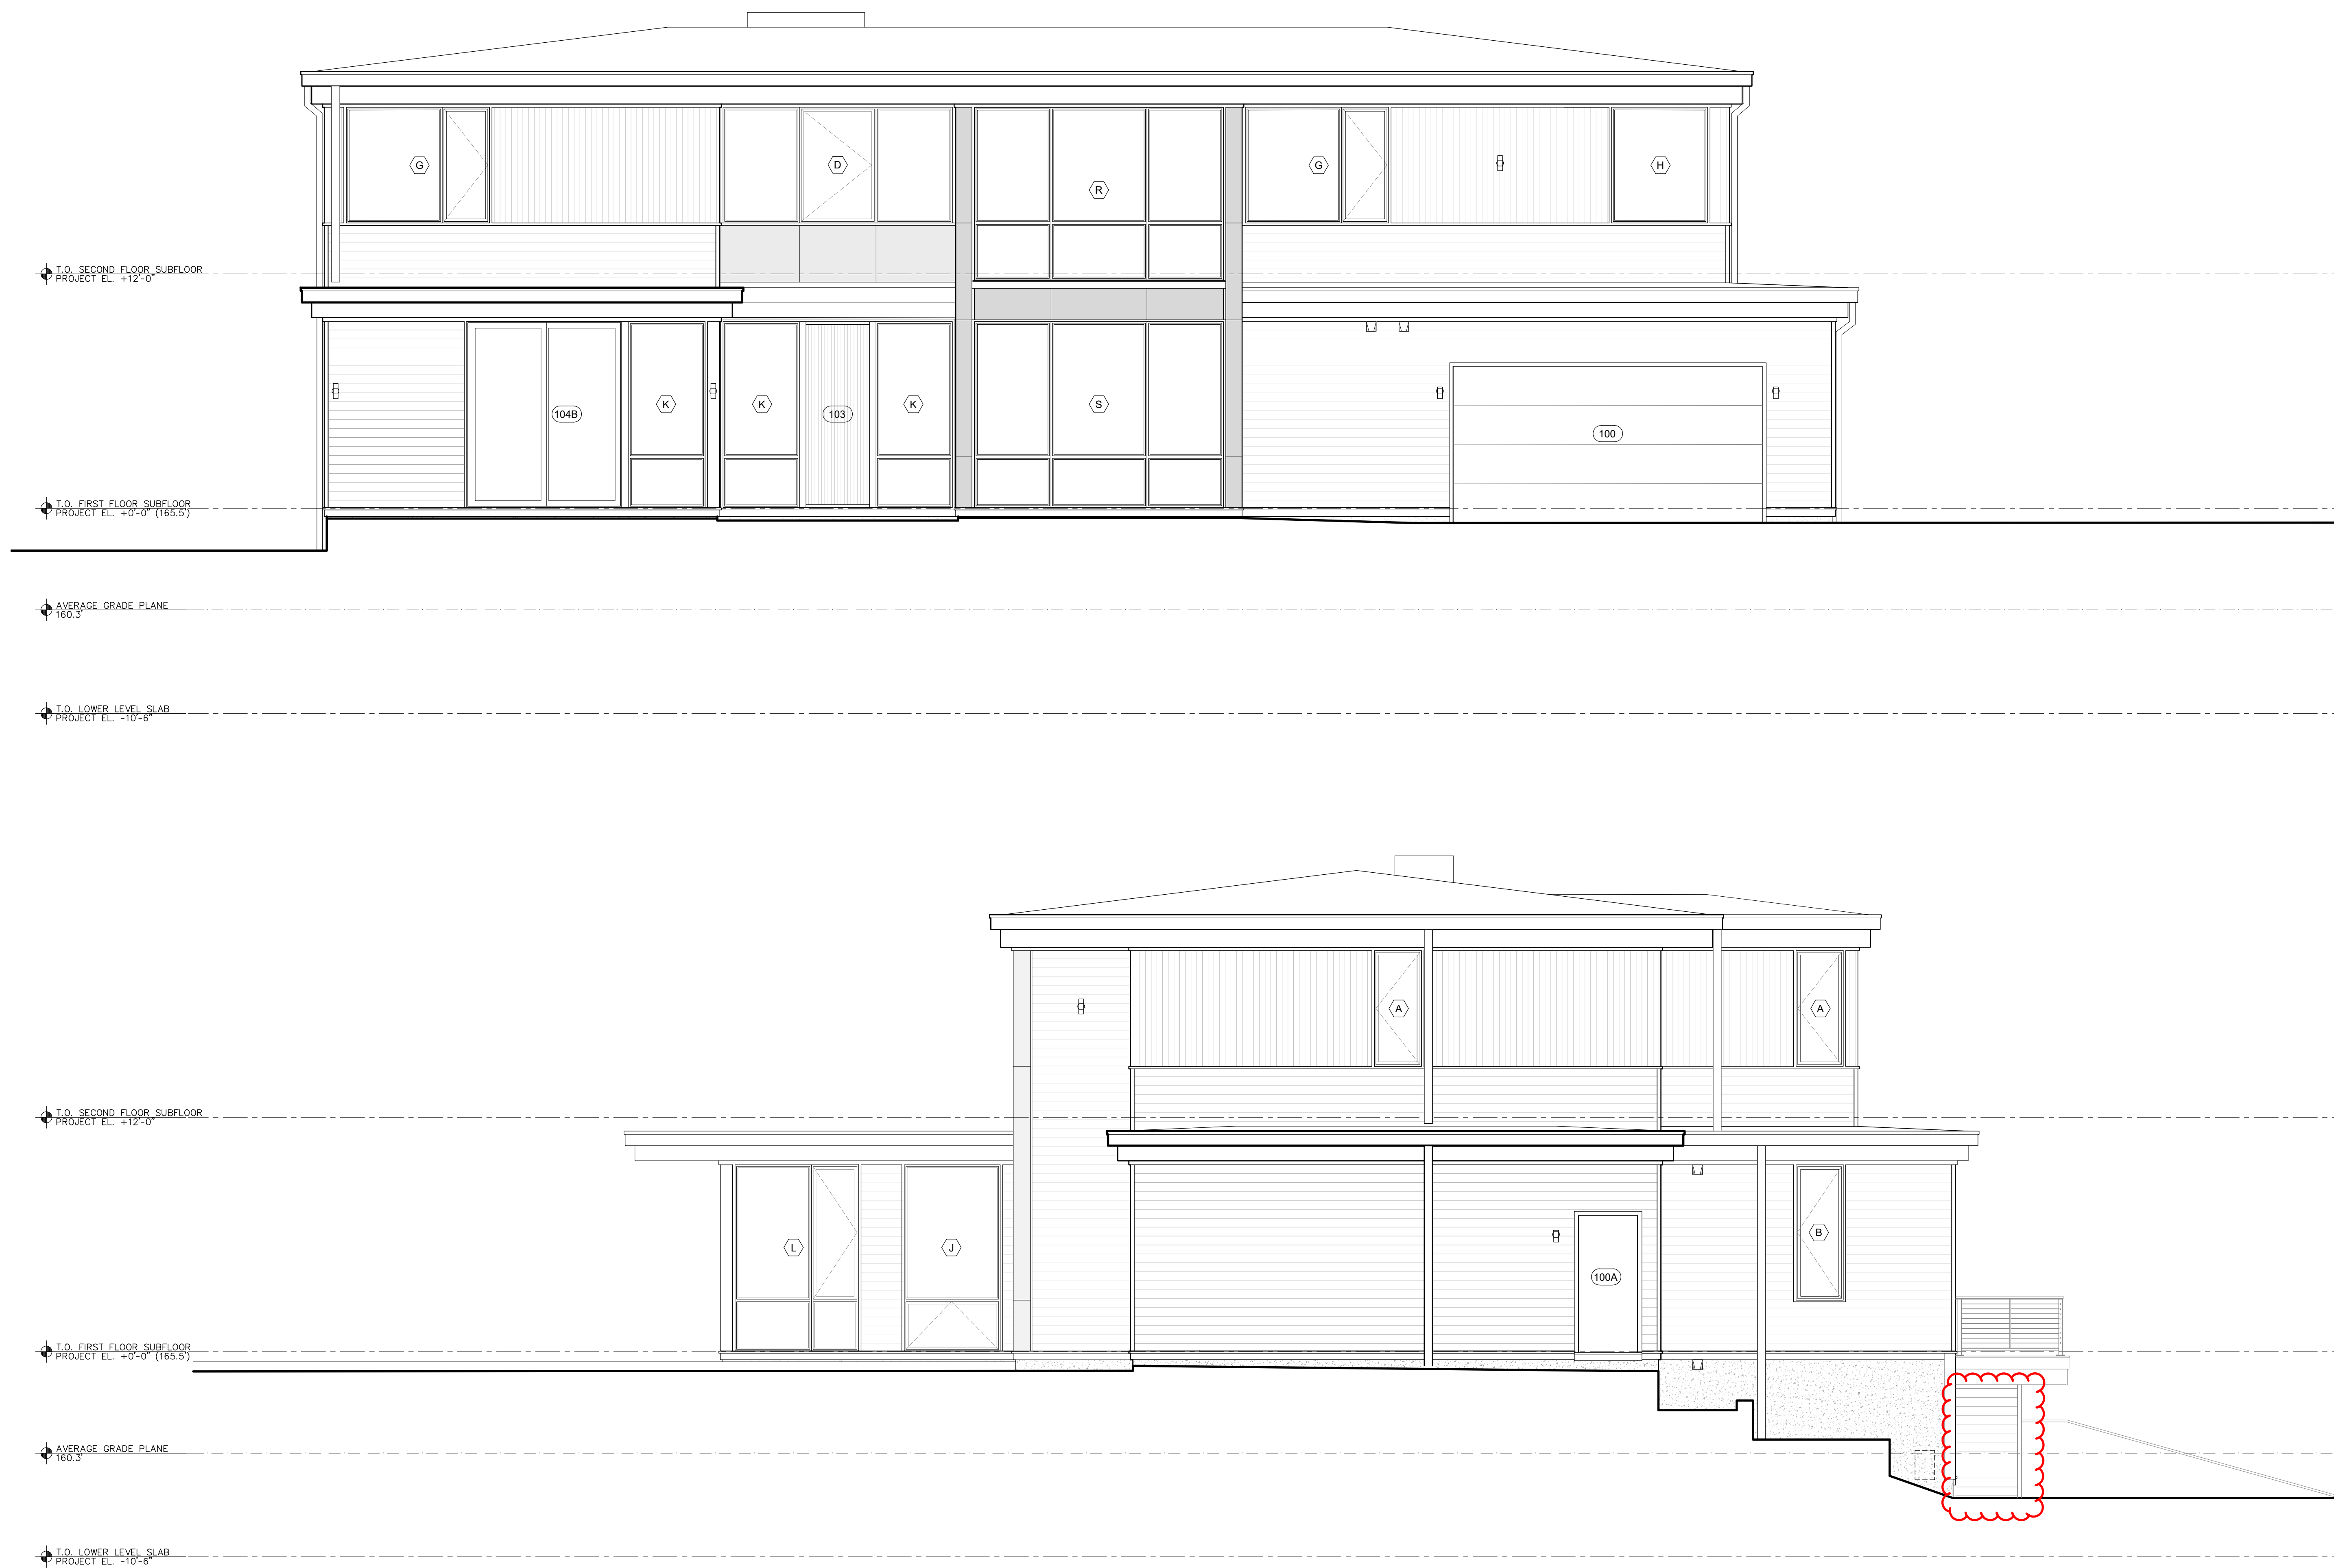 G
D
R
G
H
T.O. SECOND FLOOR SUBFLOOR
PROJECT EL. +12'-0"
K
K
K
S
104B
103
100
T.O. FIRST FLOOR SUBFLOOR
PROJECT EL. +0'-0" (165.5')
AVERAGE GRADE PLANE
160.3'
T.O. LOWER LEVEL SLAB
PROJECT EL. -10'-6"
A
A
T.O. SECOND FLOOR SUBFLOOR
PROJECT EL. +12'-0"
B
L
J
100A
T.O. FIRST FLOOR SUBFLOOR
PROJECT EL. +0'-0" (165.5')
AVERAGE GRADE PLANE
160.3'
T.O. LOWER LEVEL SLAB
PROJECT EL. -10'-6"